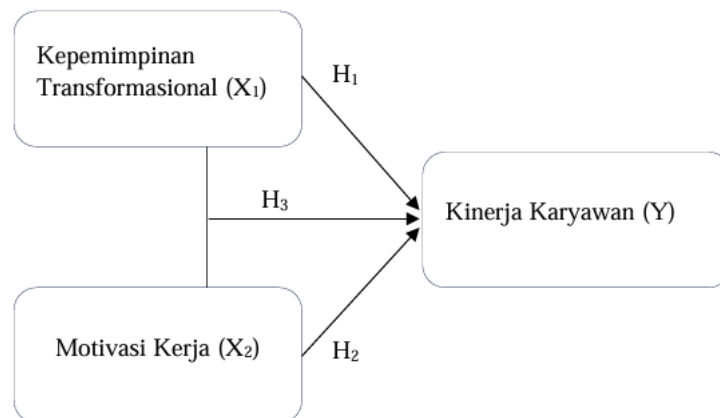 Kepemimpinan
Transformasional (X₁)
H₁
H₃
Kinerja Karyawan (Y)
Motivasi Kerja (X₂)
H₂